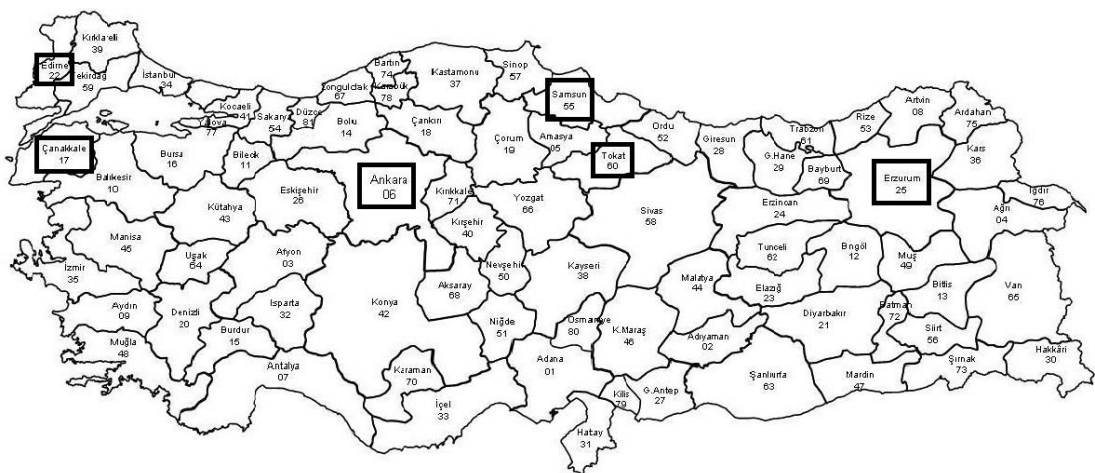 Kırklareli
39
Edirne
22
Tekirdağ
59
İstanbul
34
Kocaeli
41
Yalova
77
Sakarya
54
Düzce
81
Zonguldak
67
Bartın
74
Karabük
78
Kastamonu
37
Sinop
57
Samsun
55
Çanakkale
17
Balıkesir
10
Bursa
16
Bilecik
11
Bolu
14
Çankırı
18
Çorum
19
Amasya
05
Tokat
60
Ordu
52
Giresun
28
Trabzon
61
G.Hane
29
Bayburt
69
Rize
53
Artvin
08
Ardahan
75
Kars
36
Erzurum
25
Iğdır
76
Ağrı
04
Eskişehir
26
Ankara
06
Kırıkkale
71
Kırşehir
40
Yozgat
66
Sivas
58
Erzincan
24
Kütahya
43
Manisa
45
Uşak
64
Afyon
03
İzmir
35
Aydın
09
Denizli
20
Muğla
48
Burdur
15
Isparta
32
Antalya
07
Konya
42
Aksaray
68
Nevşehir
50
Kayseri
38
Niğde
51
Karaman
70
İçel
33
Adana
01
Osmaniye
80
K.Maraş
46
Malatya
44
Adıyaman
02
Tunceli
62
Elazığ
23
Bingöl
12
Muş
49
Bitlis
13
Van
65
Diyarbakır
21
Batman
72
Siirt
56
Şırnak
73
Hakkâri
30
Mardin
47
Şanlıurfa
63
G.Antep
27
Kilis
79
Hatay
31